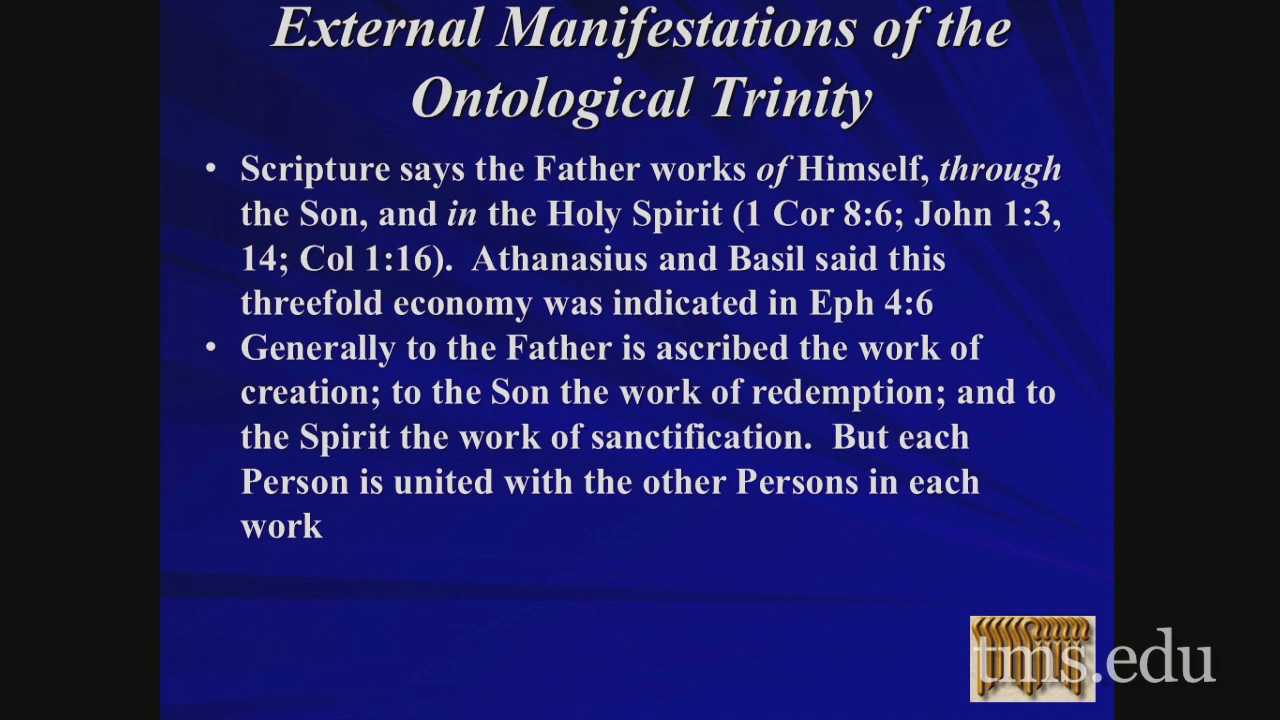 External Manifestations of the
Ontological Trinity
• Scripture says the Father works of Himself, through
the Son, and in the Holy Spirit (1 Cor 8:6; John 1:3,
14; Col 1:16).  Athanasius and Basil said this
threefold economy was indicated in Eph 4:6
• Generally to the Father is ascribed the work of
creation; to the Son the work of redemption; and to
the Spirit the work of sanctification.  But each
Person is united with the other Persons in each
work
tms.edu